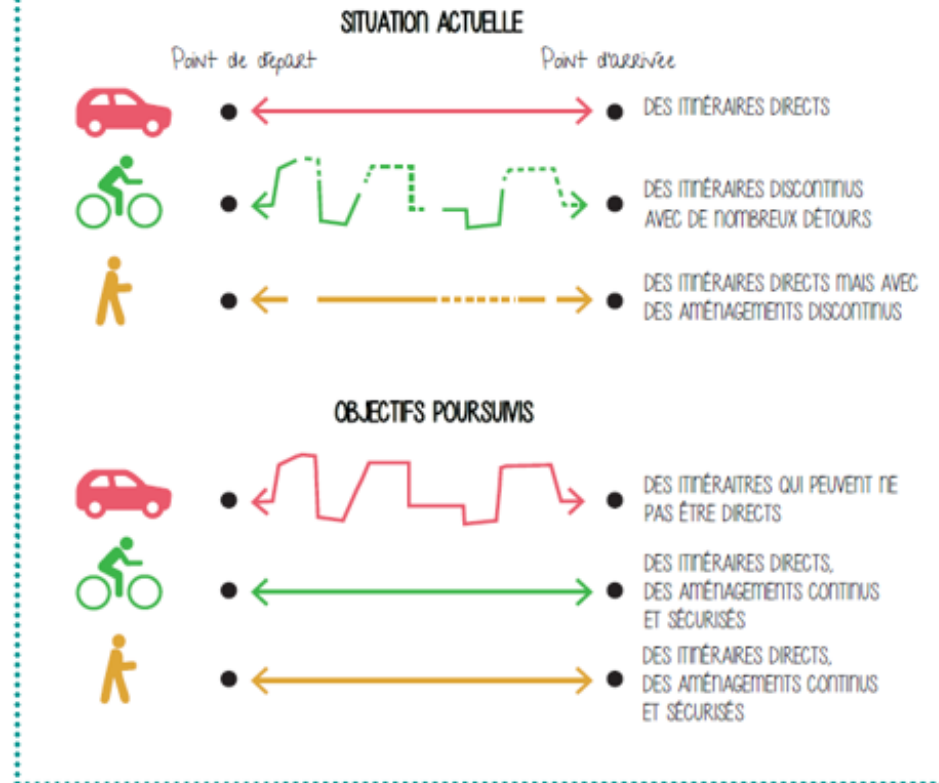 SITUATION ACTUELLE
Point de départ Point d'arrivée
DES ITINÉRAIRES DIRECTS
DES ITINÉRAIRES DISCONTINUS
AVEC DE NOMBREUX DÉTOURS
DES ITINÉRAIRES DIRECTS MAIS AVEC
DES AMÉNAGEMENTS DISCONTINUS
OBJECTIFS POURSUIVIS
DES ITINÉRAITRES QUI PEUVENT NE
PAS ÊTRE DIRECTS
DES ITINÉRAIRES DIRECTS,
DES AMÉNAGEMENTS CONTINUS
ET SÉCURISÉS
DES ITINÉRAIRES DIRECTS,
DES AMÉNAGEMENTS CONTINUS
ET SÉCURISÉS